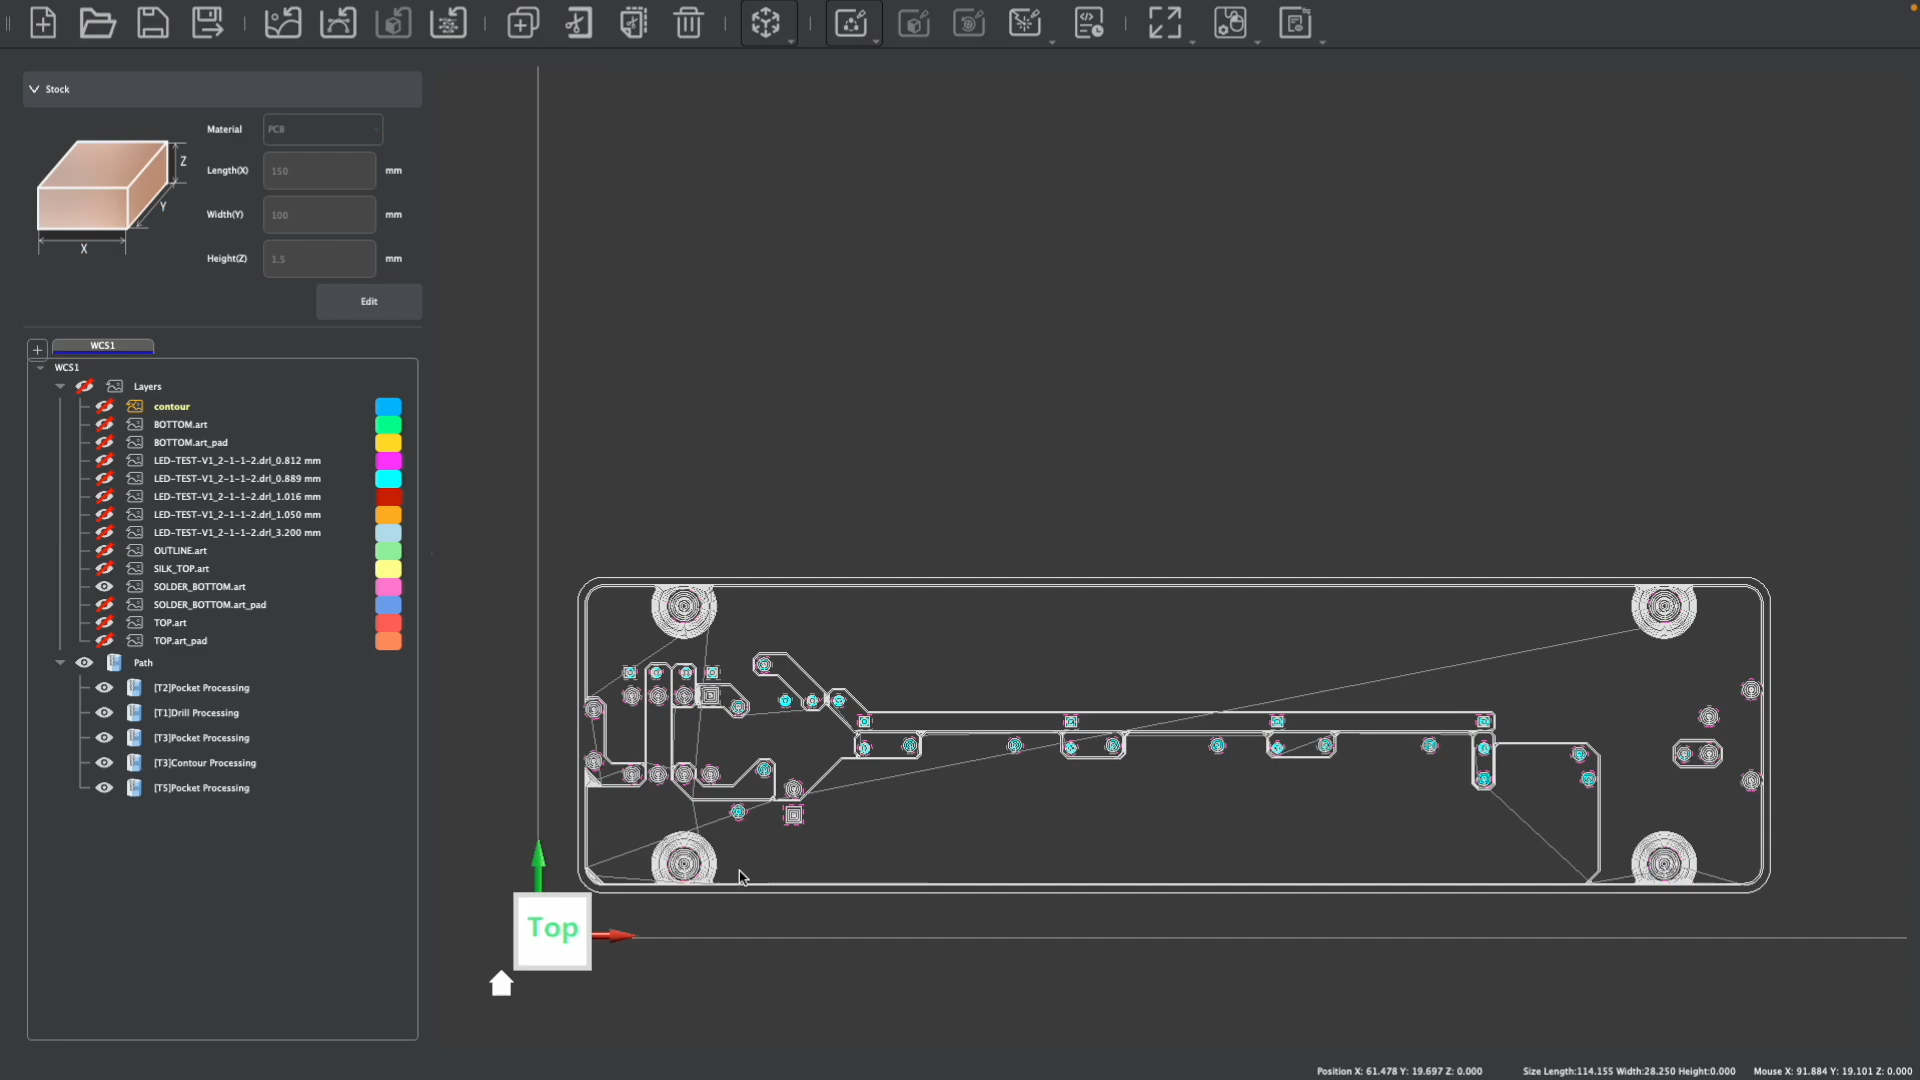 Stock
Material PCB
Length(X) 150 mm
Width(Y) 100 mm
Height(Z) 1.5 mm
Z
Y
X
Edit
+ WCS1
WCS1
Layers
contour
BOTTOM.art
BOTTOM.art_pad
LED-TEST-V1_2-1-1-2.drl_0.812 mm
LED-TEST-V1_2-1-1-2.drl_0.889 mm
LED-TEST-V1_2-1-1-2.drl_1.016 mm
LED-TEST-V1_2-1-1-2.drl_1.050 mm
LED-TEST-V1_2-1-1-2.drl_3.200 mm
OUTLINE.art
SILK_TOP.art
SOLDER_BOTTOM.art
SOLDER_BOTTOM.art_pad
TOP.art
TOP.art_pad
Path
[T2]Pocket Processing
[T1]Drill Processing
[T3]Pocket Processing
[T3]Contour Processing
[T5]Pocket Processing
Top
Position X: 61.478 Y: 19.697 Z: 0.000 Size Length:114.155 Width:28.250 Height:0.000 Mouse X: 91.884 Y: 19.101 Z: 0.000